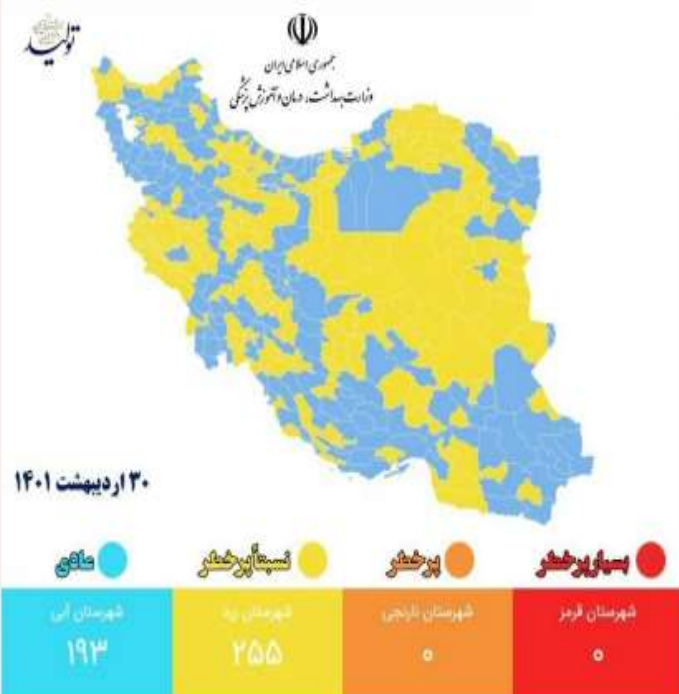 تولید
جمهوری اسلامی ایران
وزارت بهداشت، درمان و آموزش پزشکی
۳۰ اردیبهشت ۱۴۰۱
بسیار پرخطر
پرخطر
نسبتاً پرخطر
عادی
شهرستان قرمز
شهرستان نارنجی
شهرستان زرد
شهرستان آبی
۰
۰
۲۵۵
۱۹۳